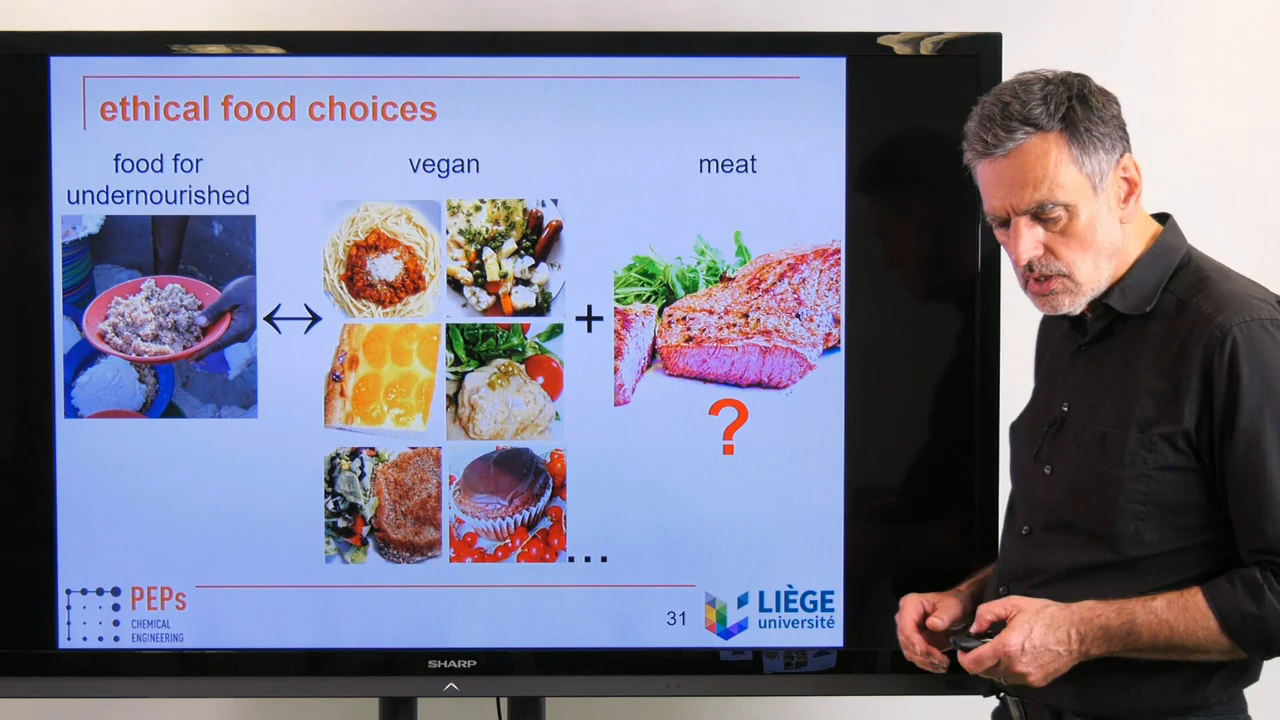 ethical food choices
food for
undernourished
vegan
meat
+
?
...
PEPs
CHEMICAL
ENGINEERING
31
LIÈGE
université
SHARP